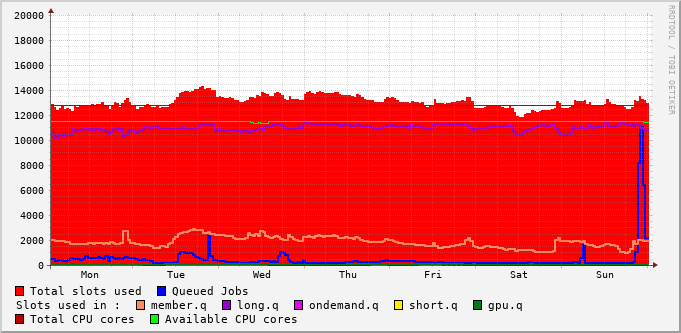 20000
18000
16000
14000
12000
10000
8000
6000
4000
2000
0
Mon Tue Wed Thu Fri Sat Sun
Total slots used Queued Jobs
Slots used in : member.q long.q ondemand.q short.q gpu.q
Total CPU cores Available CPU cores
RRDTOOL / TOBI OETIKER